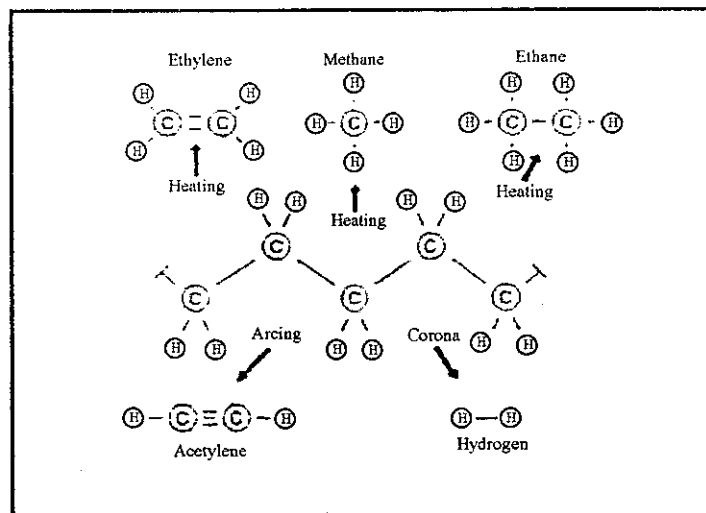 Ethylene Methane Ethane
H H H H H
C = C H C H H C C H
H H H H H
Heating Heating
H H Heating H H
C C
C C C
H H Arcing H H Corona H H
H C ≡ C H H H
Acetylene Hydrogen